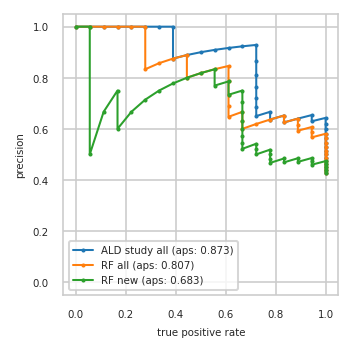 1.0
0.8
0.6
0.4
0.2
0.0
precision
ALD study all (aps: 0.873)
RF all (aps: 0.807)
RF new (aps: 0.683)
0.0 0.2 0.4 0.6 0.8 1.0
true positive rate